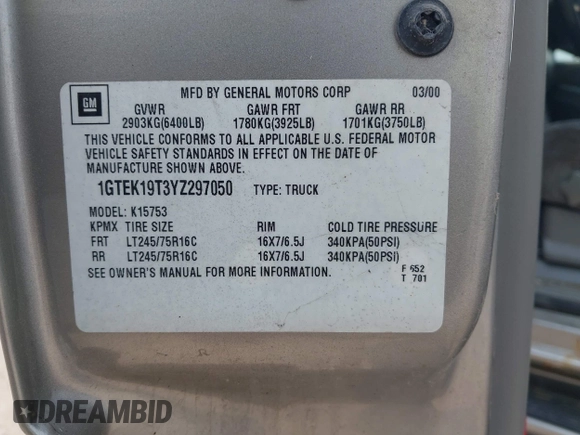 GM
MFD BY GENERAL MOTORS CORP 03/00
GVWR GAWR FRT GAWR RR
2903KG(6400LB) 1780KG(3925LB) 1701KG(3750LB)
THIS VEHICLE CONFORMS TO ALL APPLICABLE U.S. FEDERAL MOTOR
VEHICLE SAFETY STANDARDS IN EFFECT ON THE DATE OF
MANUFACTURE SHOWN ABOVE.
1GTEK19T3YZ297050 TYPE: TRUCK
MODEL: K15753
KPMX TIRE SIZE RIM COLD TIRE PRESSURE
FRT LT245/75R16C 16X7/6.5J 340KPA(50PSI)
RR LT245/75R16C 16X7/6.5J 340KPA(50PSI)
SEE OWNER'S MANUAL FOR MORE INFORMATION.
F 652
T 701
DREAMBID